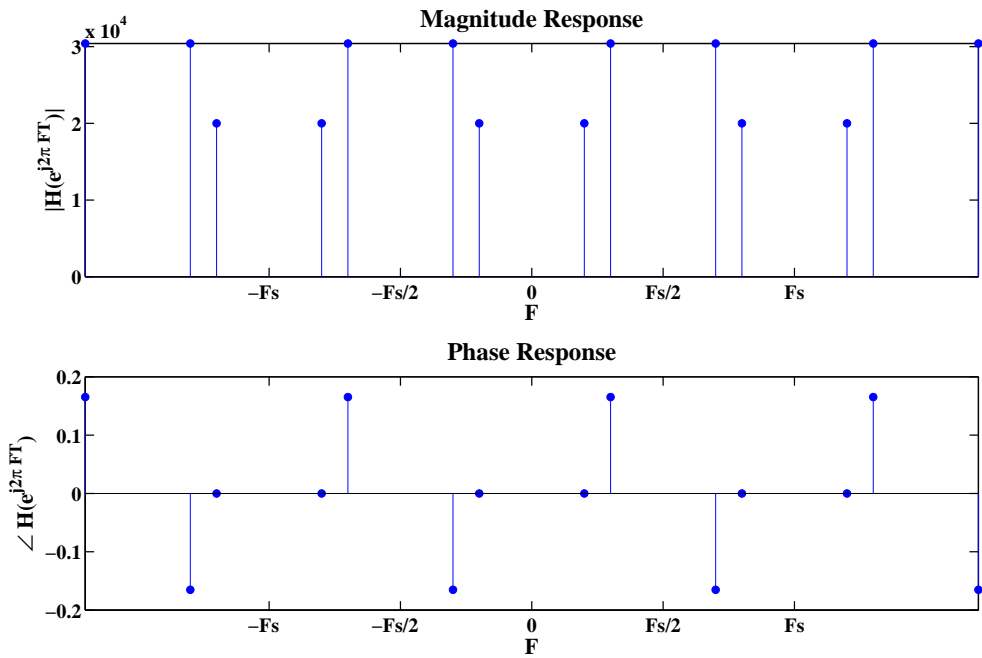 Magnitude Response
x 10^4
3
2
1
0
|H(e^{j2π FT})|
−Fs −Fs/2 0 Fs/2 Fs
F
Phase Response
0.2
0.1
0
−0.1
−0.2
∠ H(e^{j2π FT})
−Fs −Fs/2 0 Fs/2 Fs
F